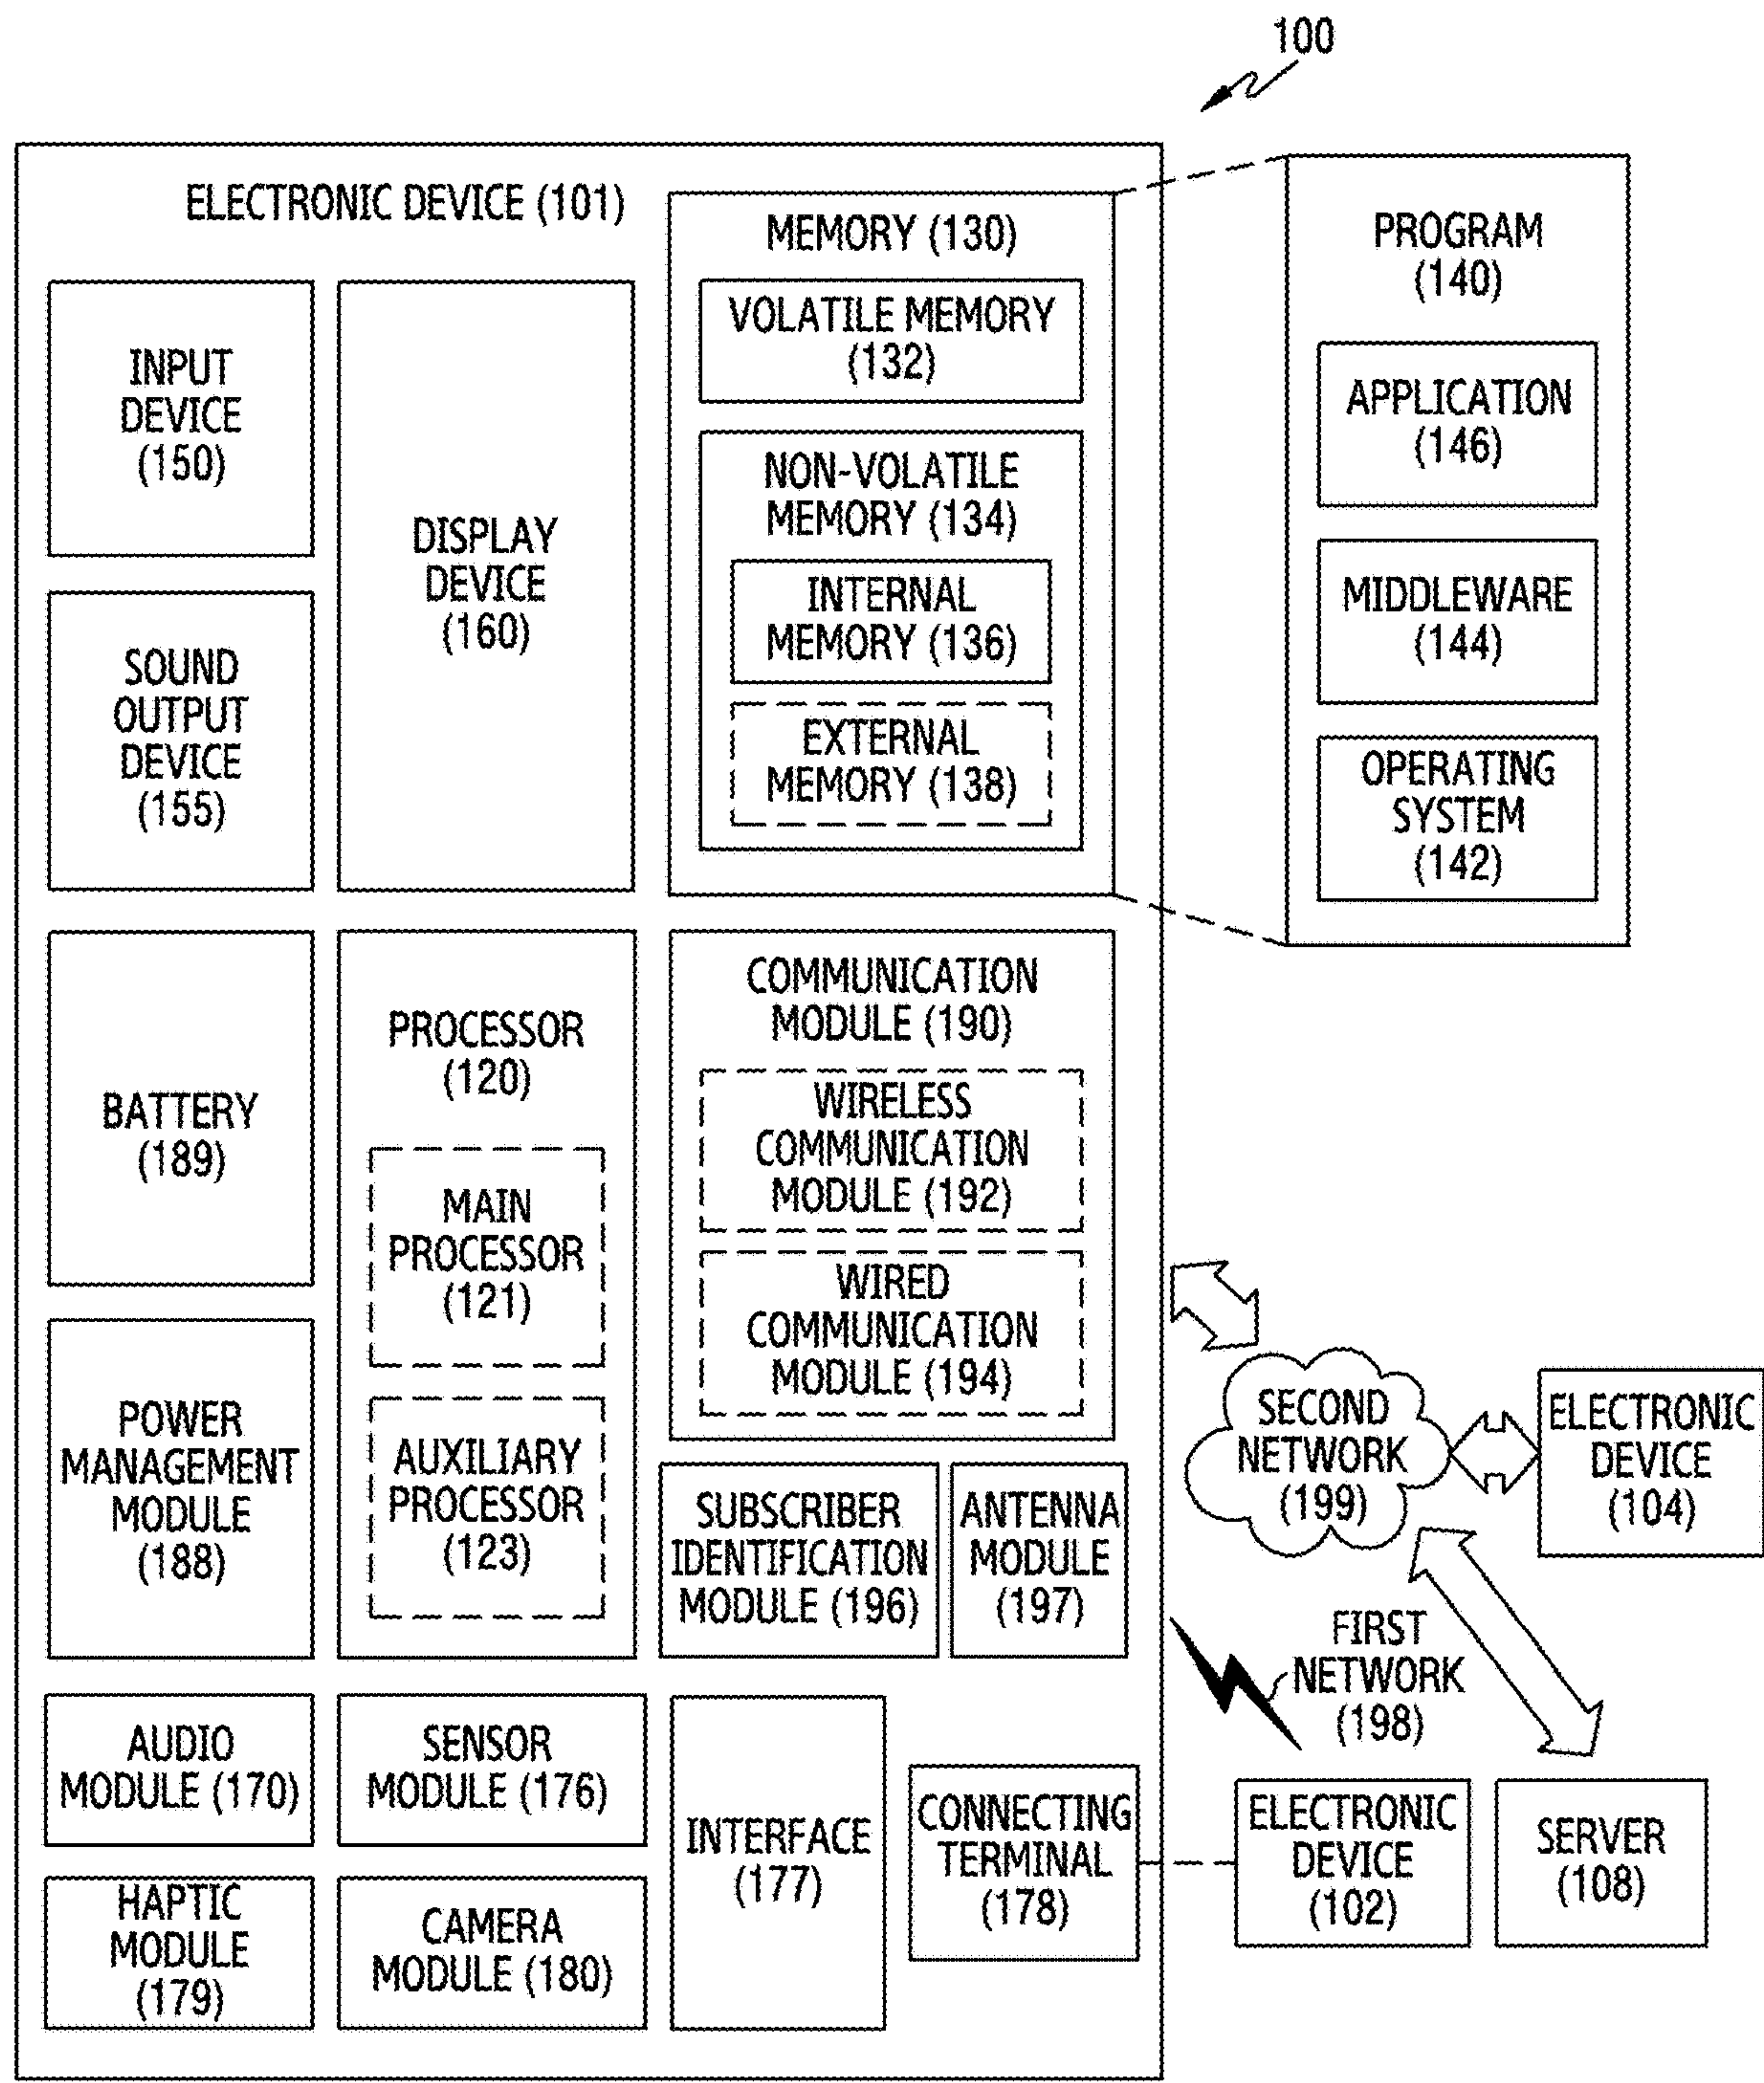 100
ELECTRONIC DEVICE (101)
INPUT
DEVICE
(150)
SOUND
OUTPUT
DEVICE
(155)
DISPLAY
DEVICE
(160)
MEMORY (130)
VOLATILE MEMORY
(132)
NON-VOLATILE
MEMORY (134)
INTERNAL
MEMORY (136)
EXTERNAL
MEMORY (138)
PROGRAM
(140)
APPLICATION
(146)
MIDDLEWARE
(144)
OPERATING
SYSTEM
(142)
BATTERY
(189)
POWER
MANAGEMENT
MODULE
(188)
PROCESSOR
(120)
MAIN
PROCESSOR
(121)
AUXILIARY
PROCESSOR
(123)
COMMUNICATION
MODULE (190)
WIRELESS
COMMUNICATION
MODULE (192)
WIRED
COMMUNICATION
MODULE (194)
SUBSCRIBER
IDENTIFICATION
MODULE (196)
ANTENNA
MODULE
(197)
SECOND
NETWORK
(199)
ELECTRONIC
DEVICE
(104)
FIRST
NETWORK
(198)
AUDIO
MODULE (170)
SENSOR
MODULE (176)
HAPTIC
MODULE
(179)
CAMERA
MODULE (180)
INTERFACE
(177)
CONNECTING
TERMINAL
(178)
ELECTRONIC
DEVICE
(102)
SERVER
(108)